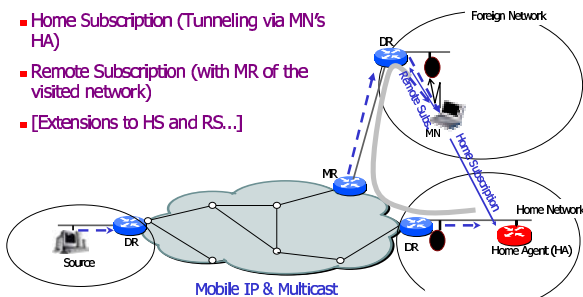 Home Subscription (Tunneling via MN's
HA)
Remote Subscription (with MR of the
visited network)
[Extensions to HS and RS...]
Foreign Network
DR
Remote Subs
MN
Home Subscription
MR
Home Network
DR
DR
Home Agent (HA)
Source
Mobile IP & Multicast